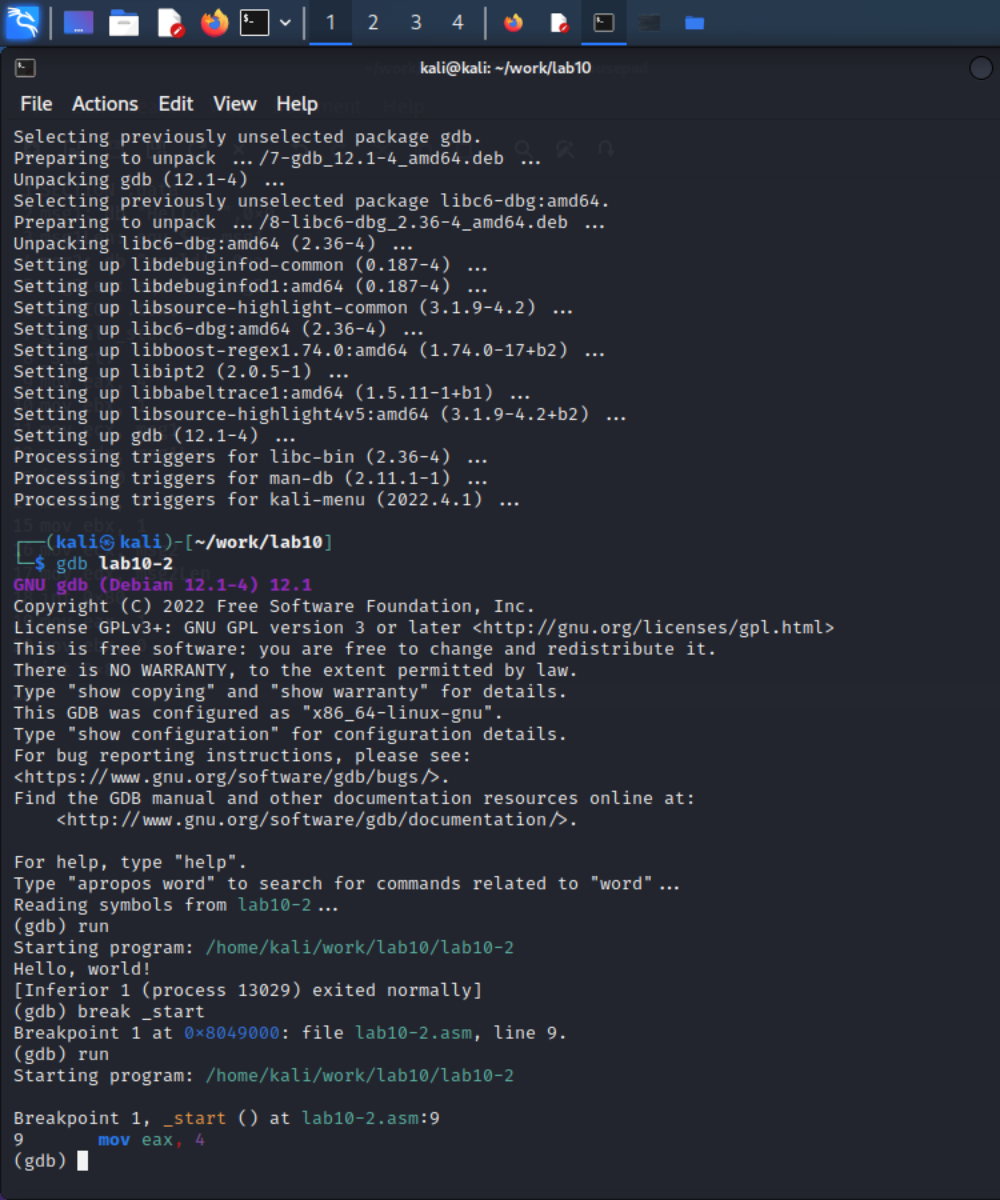 1 2 3 4
kali@kali: ~/work/lab10
File Actions Edit View Help
Selecting previously unselected package gdb.
Preparing to unpack .../7-gdb_12.1-4_amd64.deb ...
Unpacking gdb (12.1-4) ...
Selecting previously unselected package libc6-dbg:amd64.
Preparing to unpack .../8-libc6-dbg_2.36-4_amd64.deb ...
Unpacking libc6-dbg:amd64 (2.36-4) ...
Setting up libdebuginfod-common (0.187-4) ...
Setting up libdebuginfod1:amd64 (0.187-4) ...
Setting up libsource-highlight-common (3.1.9-4.2) ...
Setting up libc6-dbg:amd64 (2.36-4) ...
Setting up libboost-regex1.74.0:amd64 (1.74.0-17+b2) ...
Setting up libipt2 (2.0.5-1) ...
Setting up libbabeltrace1:amd64 (1.5.11-1+b1) ...
Setting up libsource-highlight4v5:amd64 (3.1.9-4.2+b2) ...
Setting up gdb (12.1-4) ...
Processing triggers for libc-bin (2.36-4) ...
Processing triggers for man-db (2.11.1-1) ...
Processing triggers for kali-menu (2022.4.1) ...
15 mov ebx, 1
┌──(kali㉿kali)-[~/work/lab10]
└─$ gdb lab10-2
GNU gdb (Debian 12.1-4) 12.1
Copyright (C) 2022 Free Software Foundation, Inc.
License GPLv3+: GNU GPL version 3 or later <http://gnu.org/licenses/gpl.html>
This is free software: you are free to change and redistribute it.
There is NO WARRANTY, to the extent permitted by law.
Type "show copying" and "show warranty" for details.
This GDB was configured as "x86_64-linux-gnu".
Type "show configuration" for configuration details.
For bug reporting instructions, please see:
<https://www.gnu.org/software/gdb/bugs/>.
Find the GDB manual and other documentation resources online at:
    <http://www.gnu.org/software/gdb/documentation/>.
For help, type "help".
Type "apropos word" to search for commands related to "word"...
Reading symbols from lab10-2...
(gdb) run
Starting program: /home/kali/work/lab10/lab10-2
Hello, world!
[Inferior 1 (process 13029) exited normally]
(gdb) break _start
Breakpoint 1 at 0x8049000: file lab10-2.asm, line 9.
(gdb) run
Starting program: /home/kali/work/lab10/lab10-2
Breakpoint 1, _start () at lab10-2.asm:9
9       mov eax, 4
(gdb)